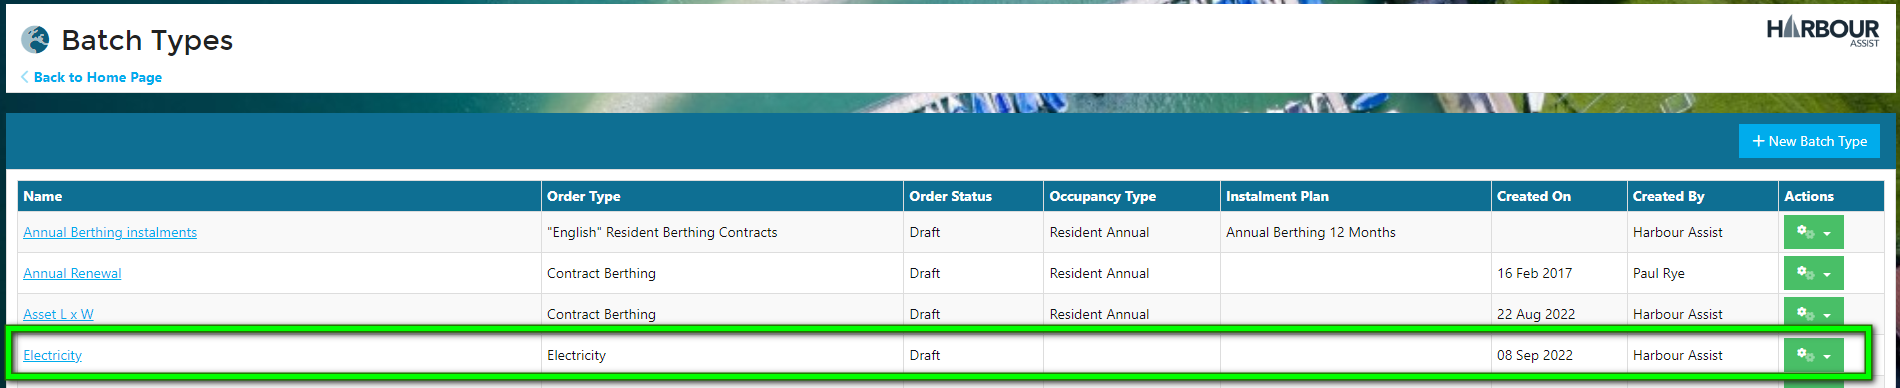 Batch Types
HARBOUR
ASSIST
Back to Home Page
+ New Batch Type
Name Order Type Order Status Occupancy Type Instalment Plan Created On Created By Actions
Annual Berthing instalments "English" Resident Berthing Contracts Draft Resident Annual Annual Berthing 12 Months Harbour Assist
Annual Renewal Contract Berthing Draft Resident Annual 16 Feb 2017 Paul Rye
Asset L x W Contract Berthing Draft Resident Annual 22 Aug 2022 Harbour Assist
Electricity Electricity Draft 08 Sep 2022 Harbour Assist